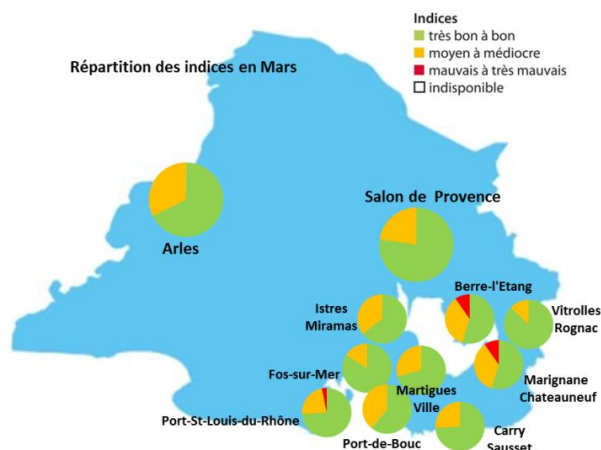 Indices
très bon à bon
moyen à médiocre
mauvais à très mauvais
indisponible
Répartition des indices en Mars
Arles
Salon de Provence
Berre-l'Etang
Istres
Miramas
Vitrolles
Rognac
Fos-sur-Mer
Martigues
Ville
Marignane
Chateauneuf
Port-St-Louis-du-Rhône
Port-de-Bouc
Carry
Sausset